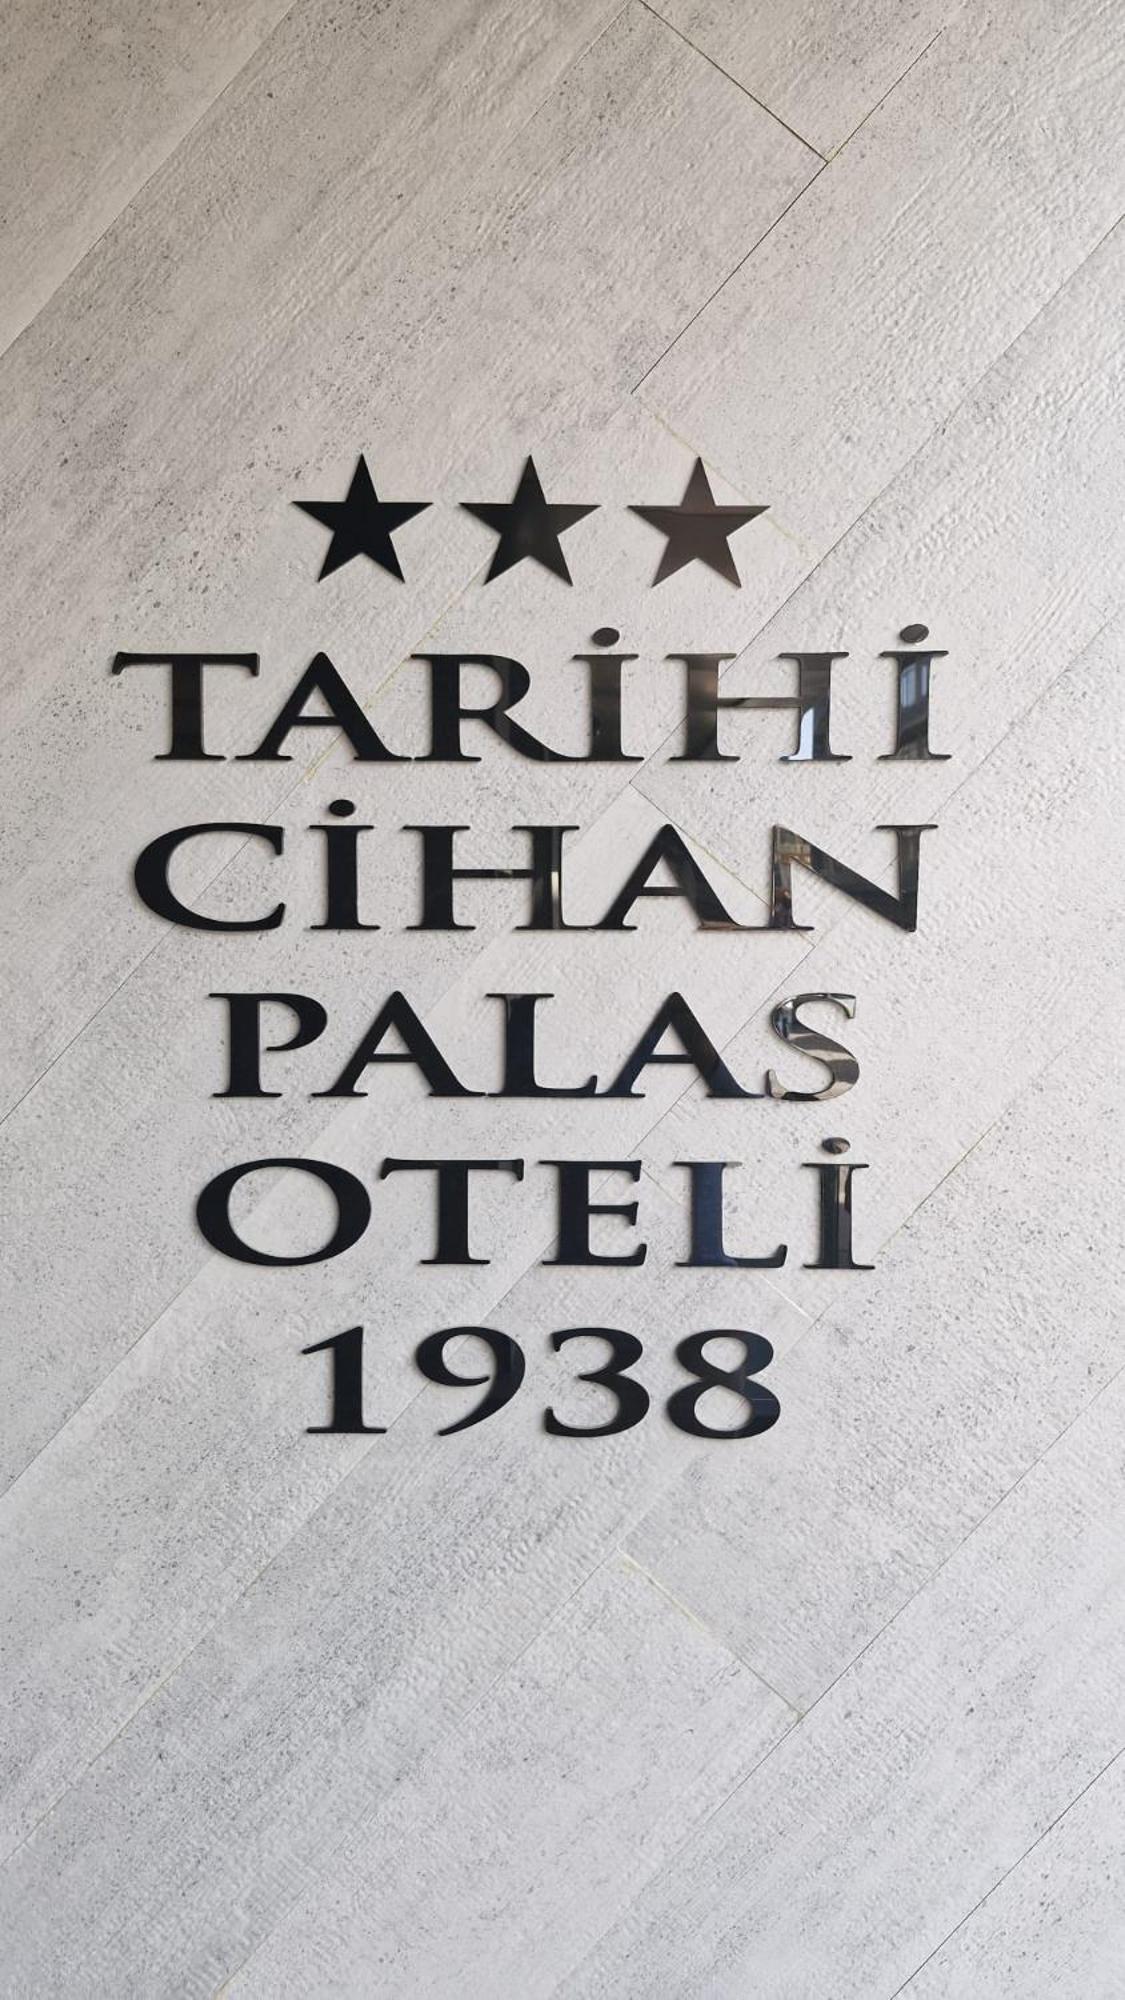 TARİHİ
CİHAN
PALAS
OTELİ
1938